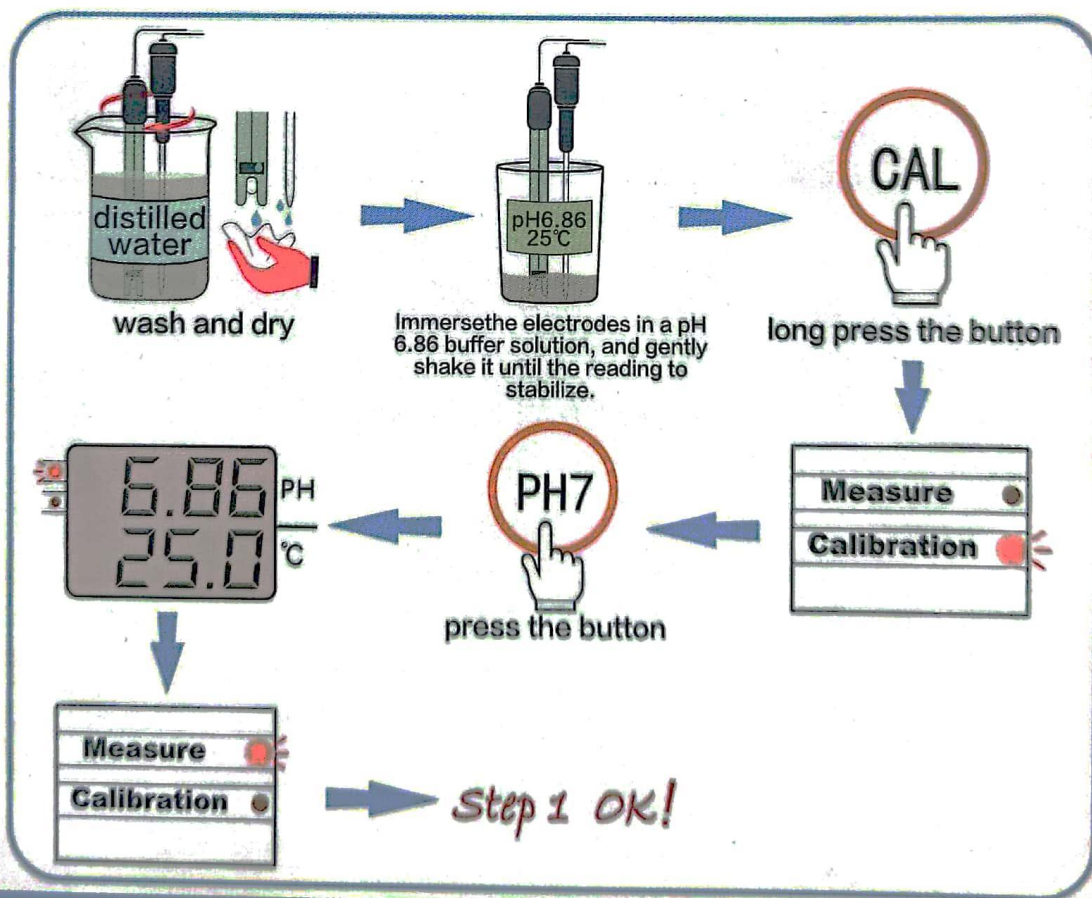 distilled
water
wash and dry
pH6.86
25℃
Immersethe electrodes in a pH
6.86 buffer solution, and gently
shake it until the reading to
stabilize.
CAL
long press the button
Measure
Calibration
PH7
press the button
6.86 PH
25.0 ℃
Measure
Calibration
Step 1 OK!